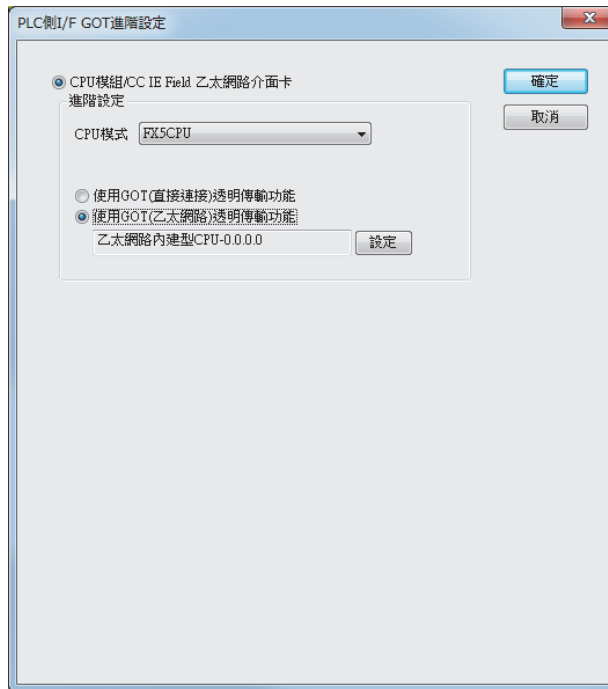 PLC側I/F GOT進階設定
CPU模組/CC IE Field 乙太網路介面卡
確定
進階設定
取消
CPU模式 FX5CPU
使用GOT(直接連接)透明傳輸功能
使用GOT(乙太網路)透明傳輸功能
乙太網路內建型CPU-0.0.0.0 設定